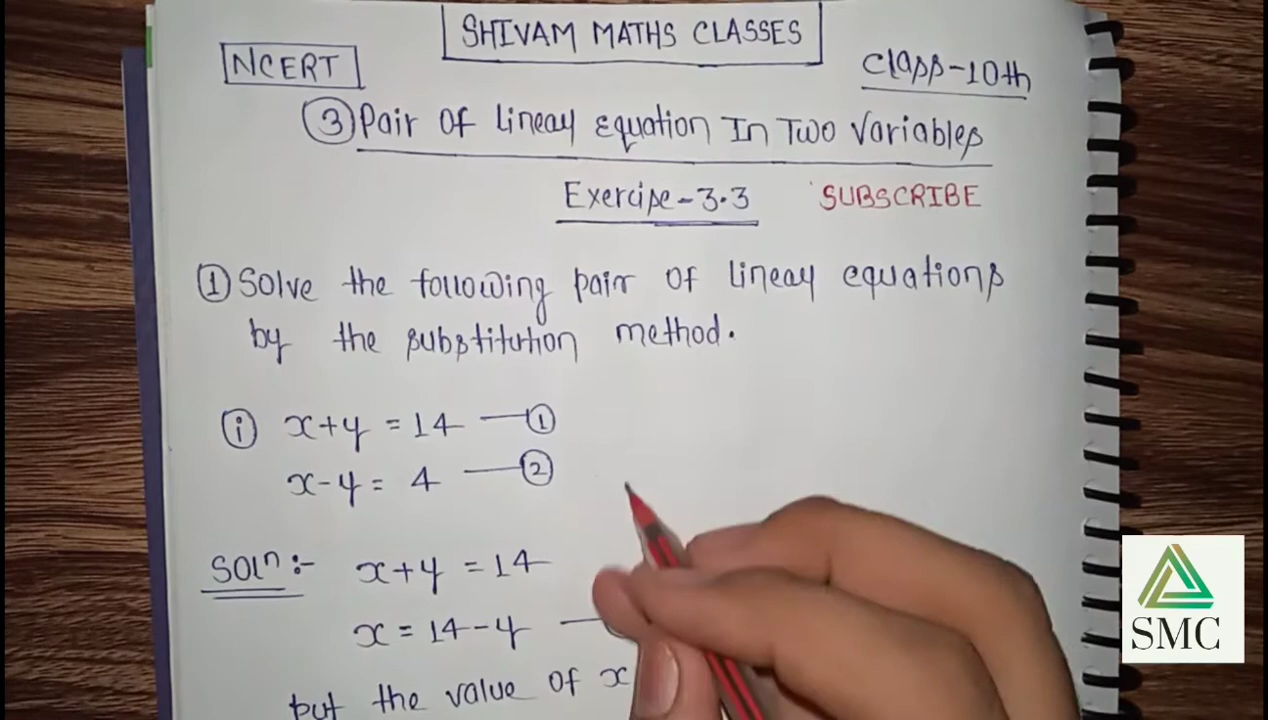 SHIVAM MATHS CLASSES
NCERT
Class-10th
③ Pair of Linear Equation In Two Variables
Exercise-3.3
SUBSCRIBE
① Solve the following pair of linear equations
by the substitution method.
ⓘ x+y = 14 — ①
x-y = 4 — ②
Solⁿ:- x+y = 14
x = 14-y —
put the value of x
SMC